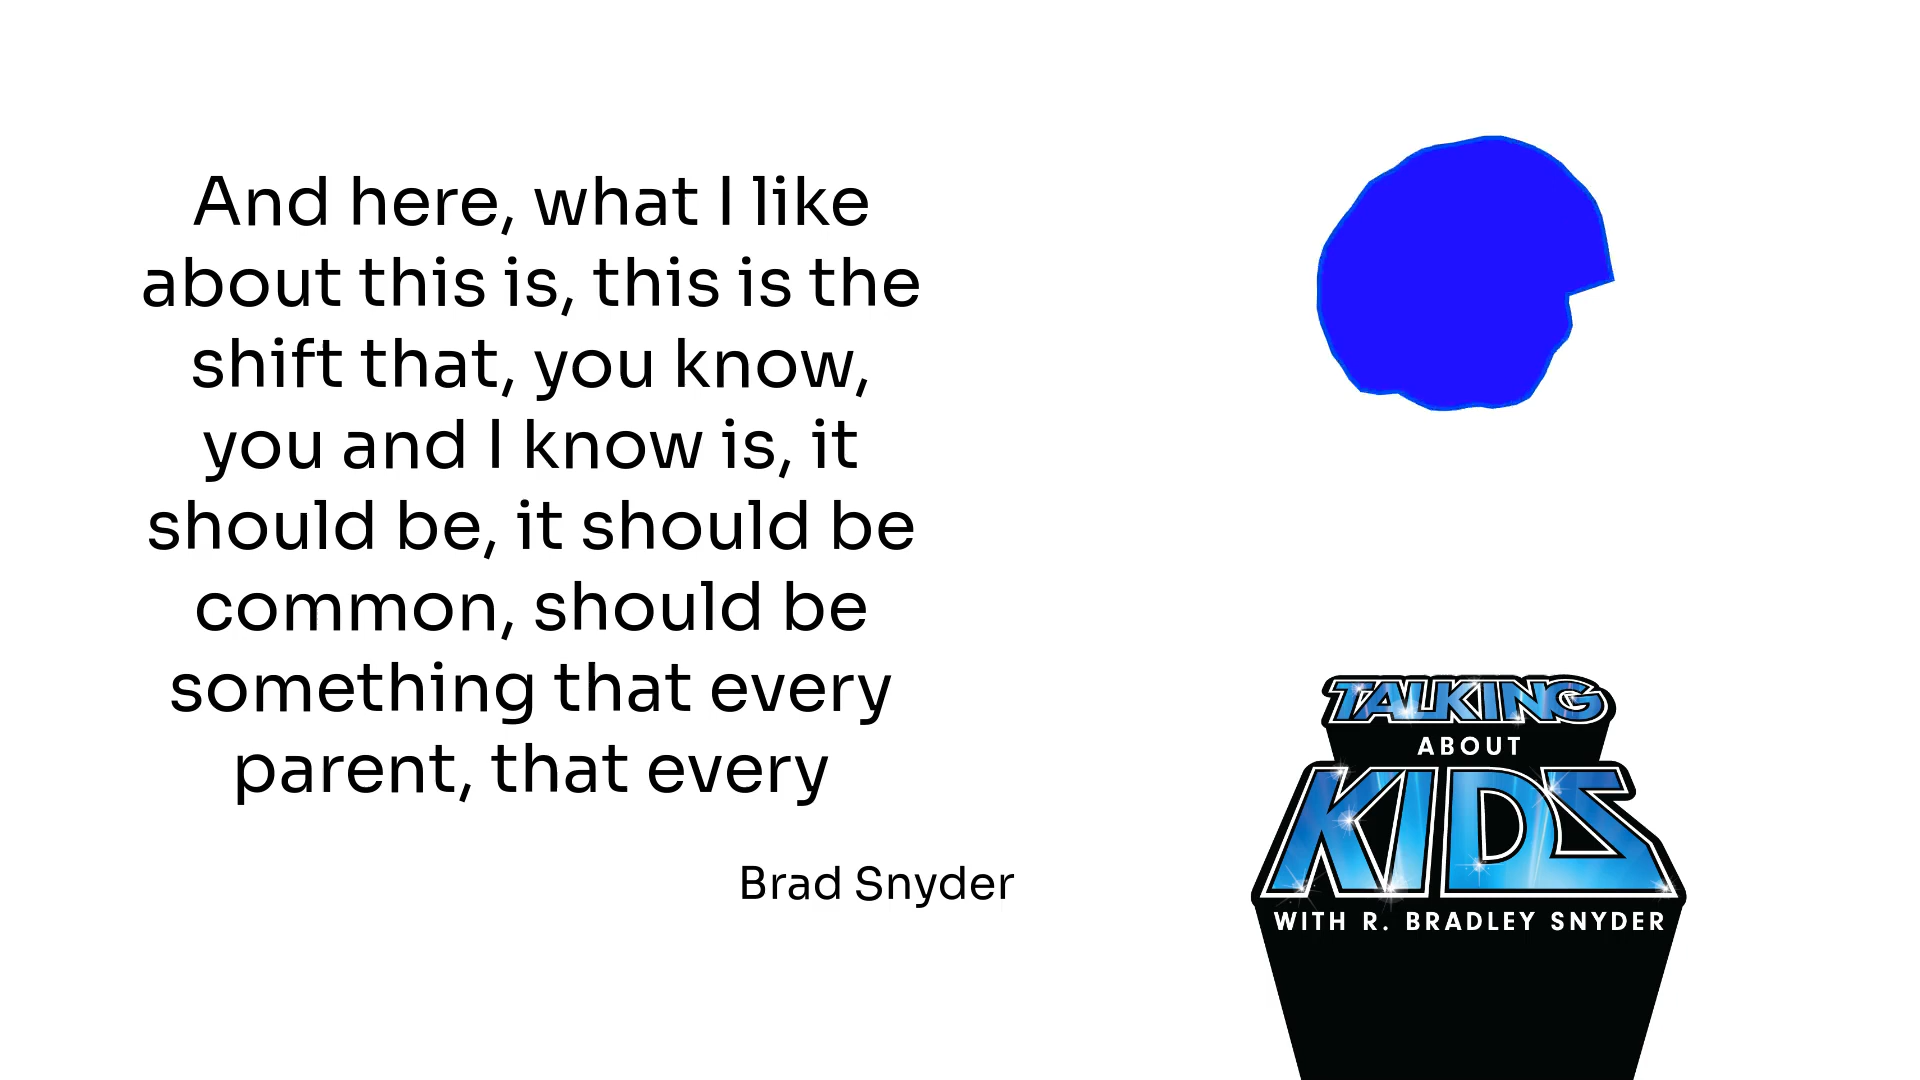 And here, what I like
about this is, this is the
shift that, you know,
you and I know is, it
should be, it should be
common, should be
something that every
parent, that every
Brad Snyder
TALKING
ABOUT
KIDS
WITH R. BRADLEY SNYDER